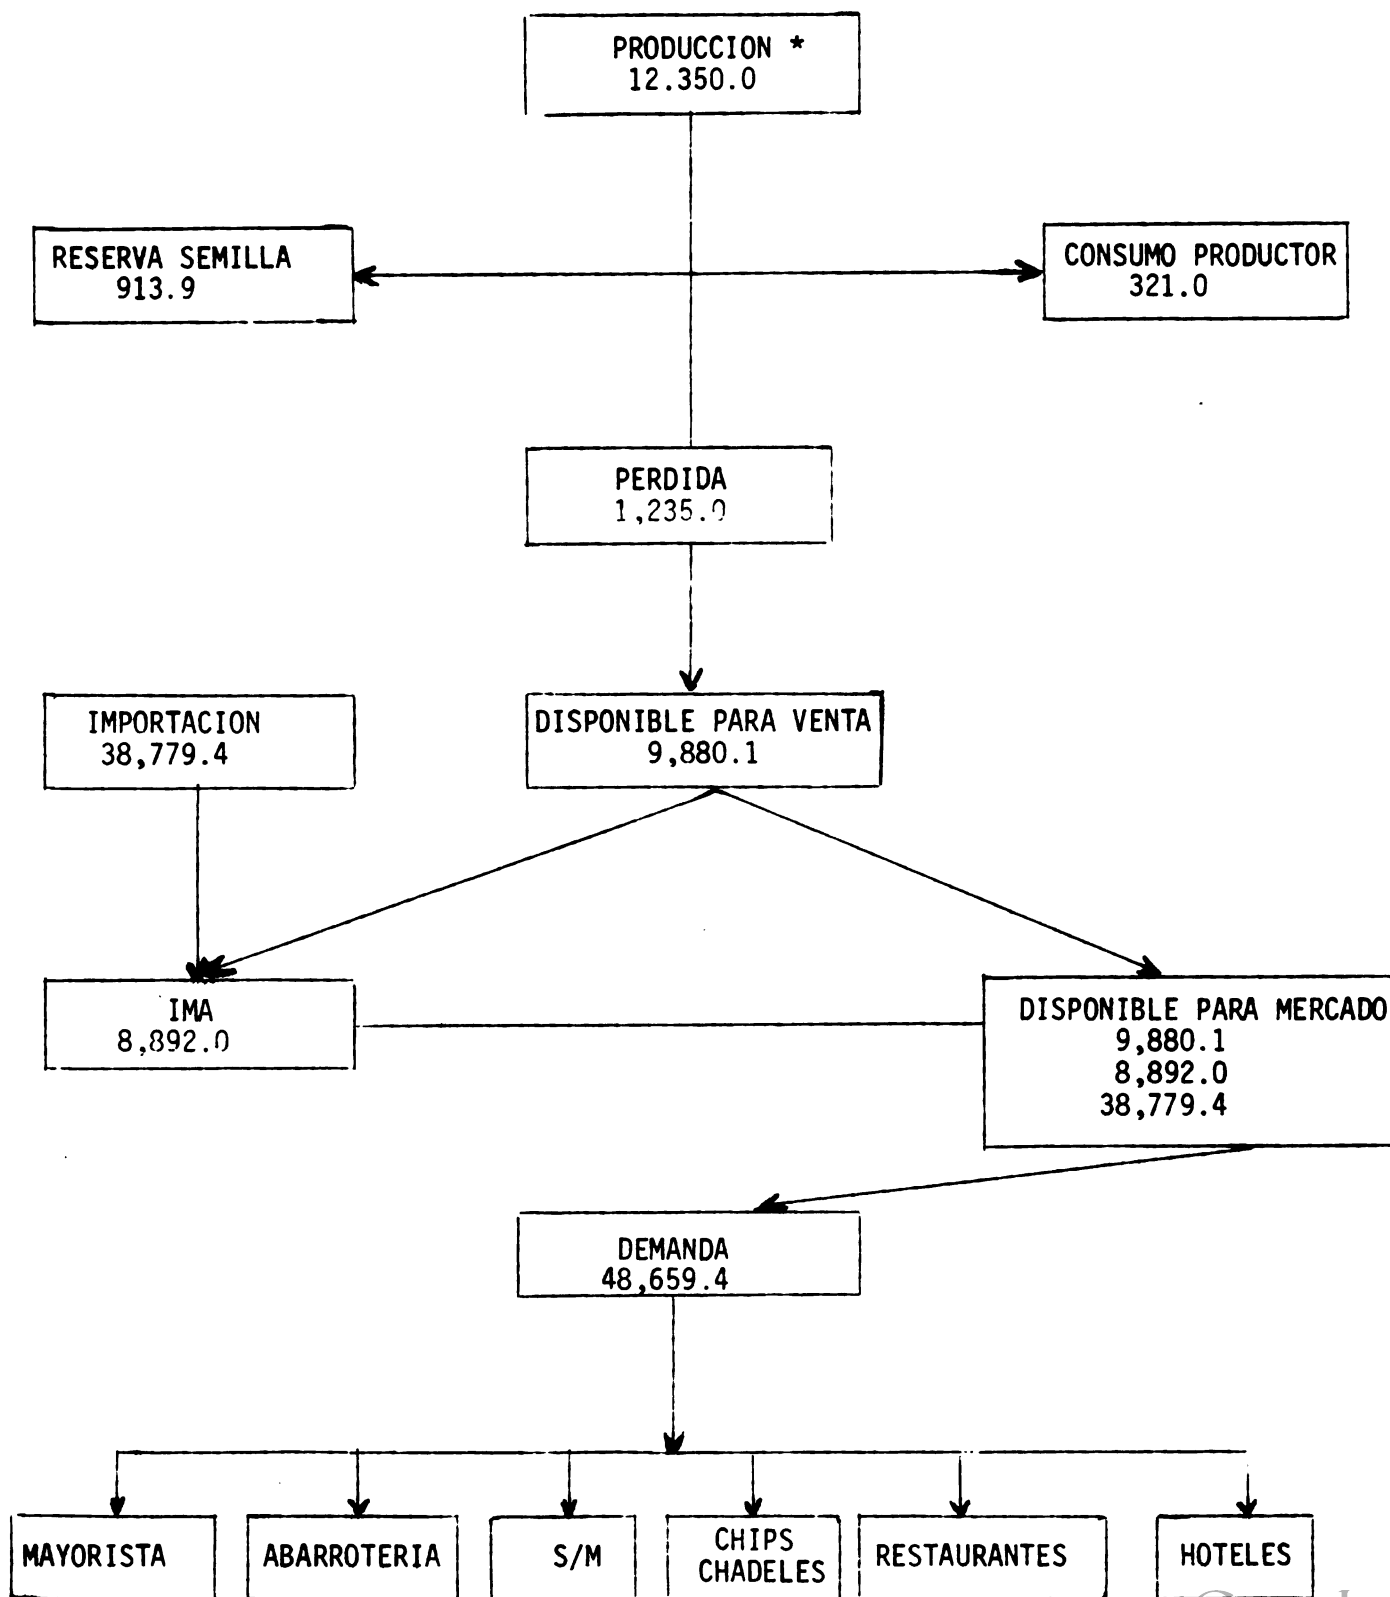 PRODUCCION *
12.350.0
RESERVA SEMILLA
913.9
CONSUMO PRODUCTOR
321.0
PERDIDA
1,235.0
IMPORTACION
38,779.4
DISPONIBLE PARA VENTA
9,880.1
IMA
8,892.0
DISPONIBLE PARA MERCADO
9,880.1
8,892.0
38,779.4
DEMANDA
48,659.4
MAYORISTA
ABARROTERIA
S/M
CHIPS
CHADELES
RESTAURANTES
HOTELES